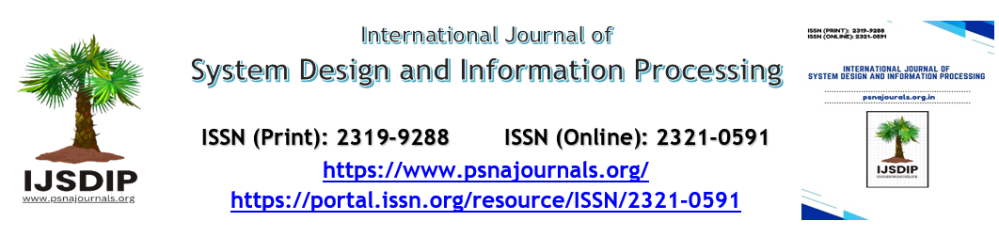 International Journal of
System Design and Information Processing
ISSN (Print): 2319-9288 ISSN (Online): 2321-0591
https://www.psnajournals.org/
https://portal.issn.org/resource/ISSN/2321-0591
IJSDIP
www.psnajournals.org
ISSN (PRINT): 2319-9288
ISSN (ONLINE): 2321-0591
INTERNATIONAL JOURNAL OF
SYSTEM DESIGN AND INFORMATION PROCESSING
psnajourals.org.in
IJSDIP